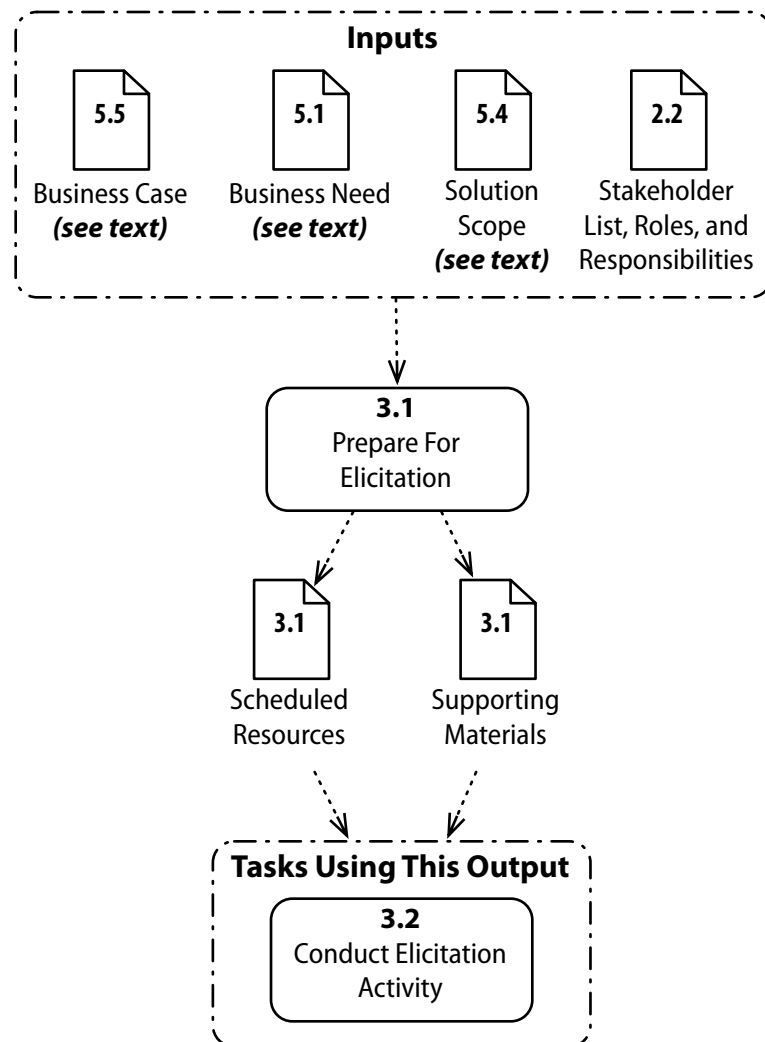 Inputs
5.5
5.1
5.4
2.2
Business Case
(see text)
Business Need
(see text)
Solution
Scope
(see text)
Stakeholder
List, Roles, and
Responsibilities
3.1
Prepare For
Elicitation
3.1
3.1
Scheduled
Resources
Supporting
Materials
Tasks Using This Output
3.2
Conduct Elicitation
Activity